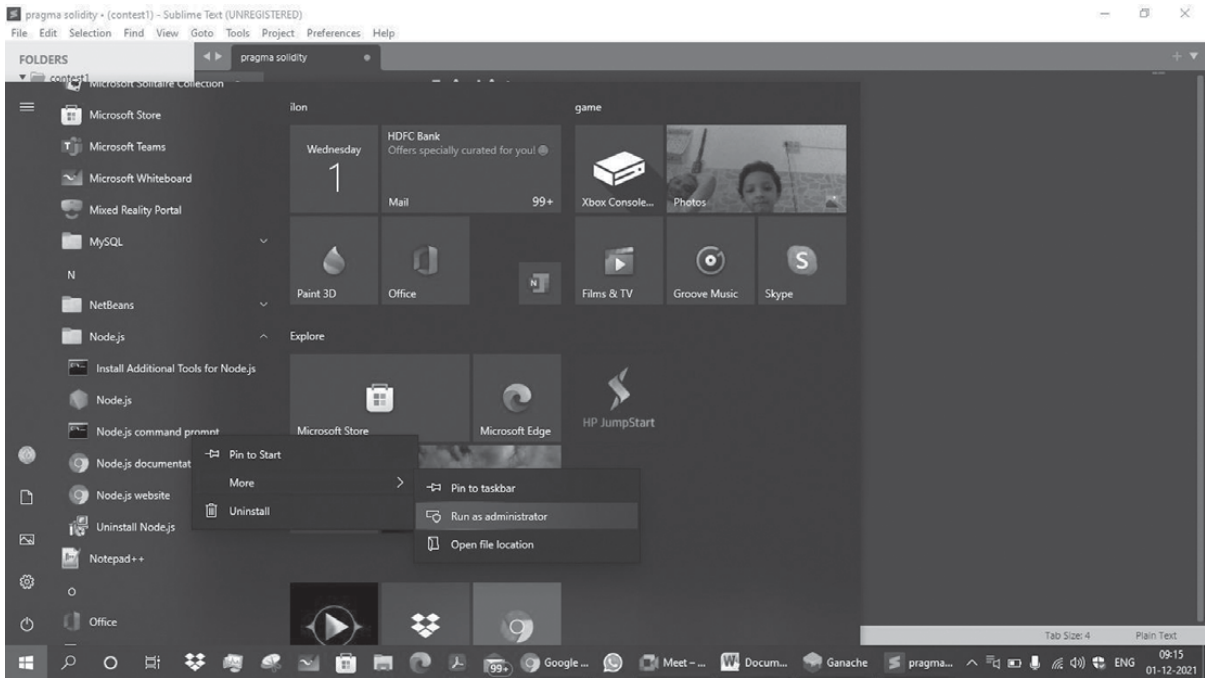 pragma solidity • (contest1) - Sublime Text (UNREGISTERED)
File Edit Selection Find View Goto Tools Project Preferences Help
FOLDERS
contest1
pragma solidity
Microsoft Solitaire Collection
Microsoft Store
Microsoft Teams
Microsoft Whiteboard
Mixed Reality Portal
MySQL
N
NetBeans
Node.js
Install Additional Tools for Node.js
Node.js
Node.js command prompt
Node.js documentat
Node.js website
Uninstall Node.js
Notepad++
O
Office
ilon
Wednesday
1
HDFC Bank
Offers specially curated for you!
Mail 99+
Paint 3D
Office
N
game
Xbox Console...
Photos
Films & TV
Groove Music
S
Skype
Explore
Microsoft Store
Microsoft Edge
HP JumpStart
Pin to Start
More
Uninstall
Pin to taskbar
Run as administrator
Open file location
Tab Size: 4 Plain Text
99+
Google ...
Meet – ...
Docum...
Ganache
pragma...
ENG
09:15
01-12-2021